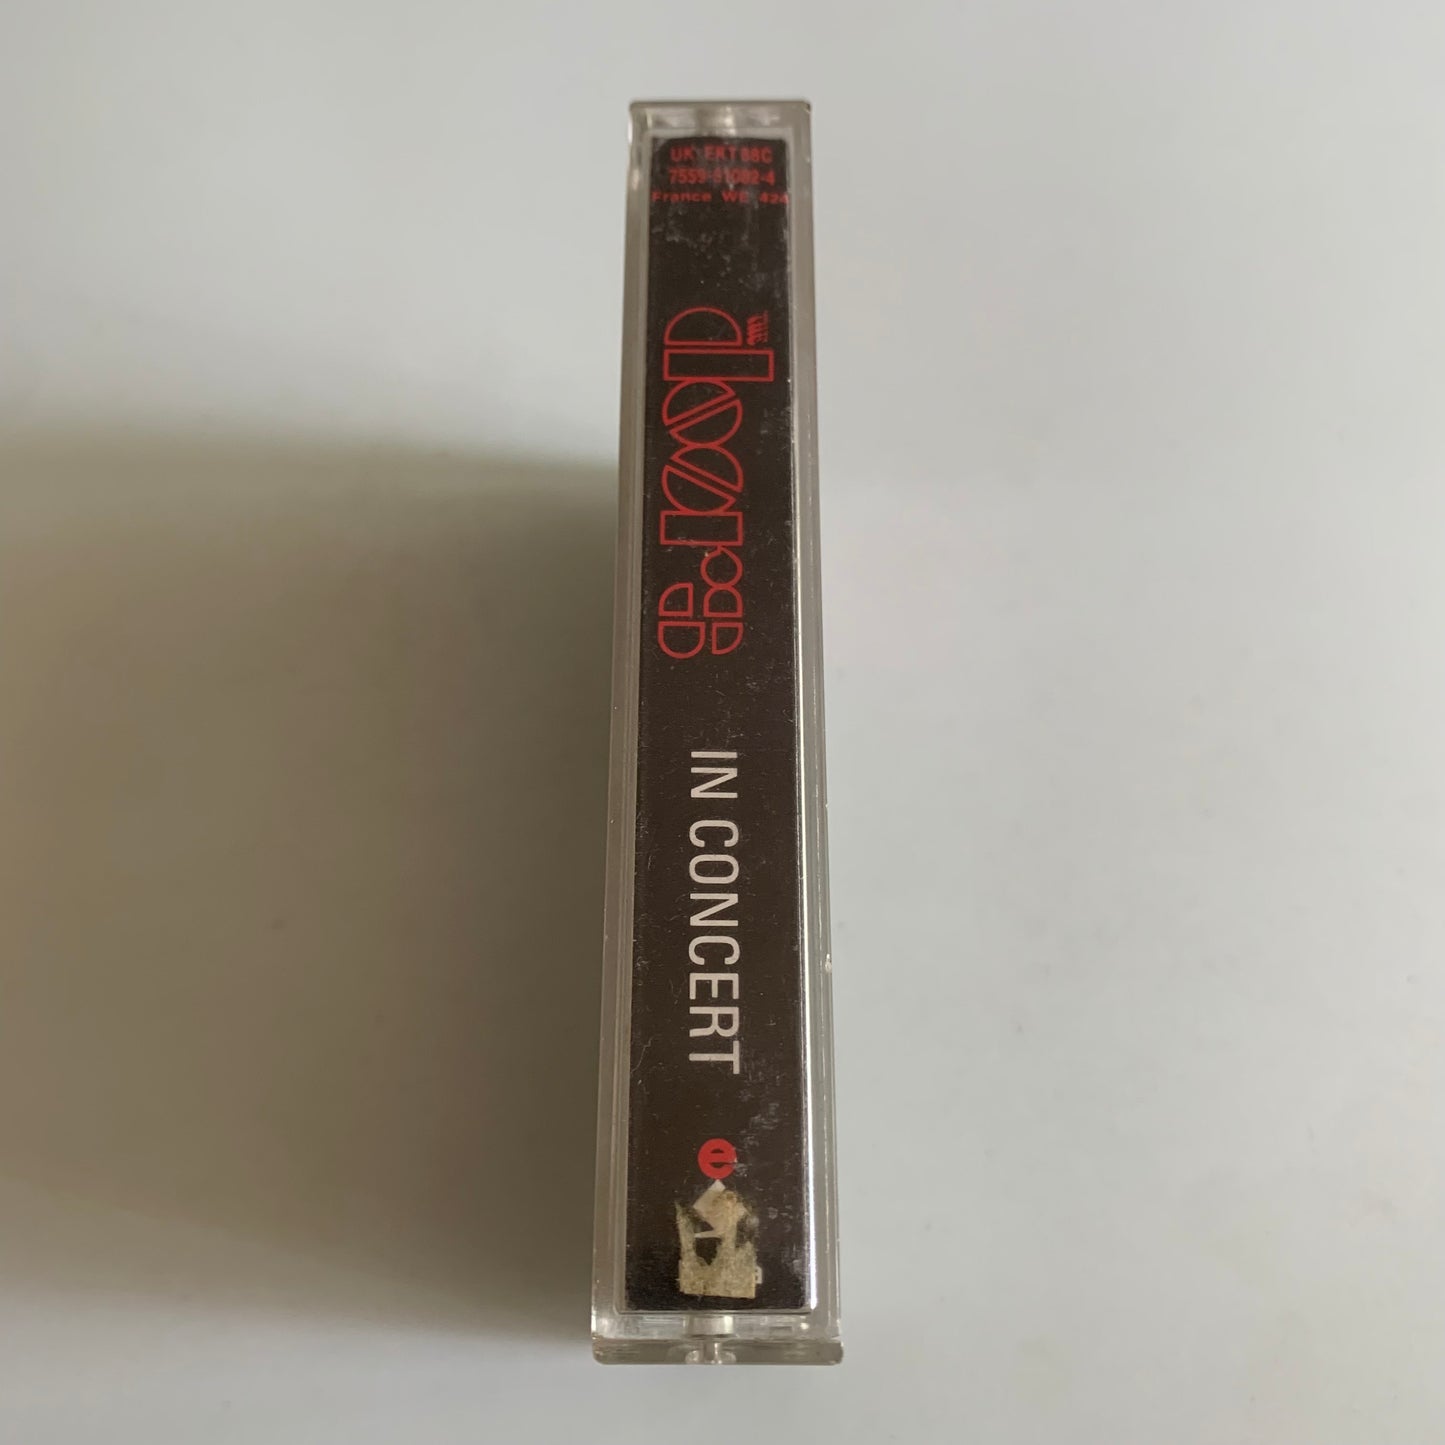 UK EKT 88C
7559-61082-4
France WE 424
THE
doors
IN CONCERT
e